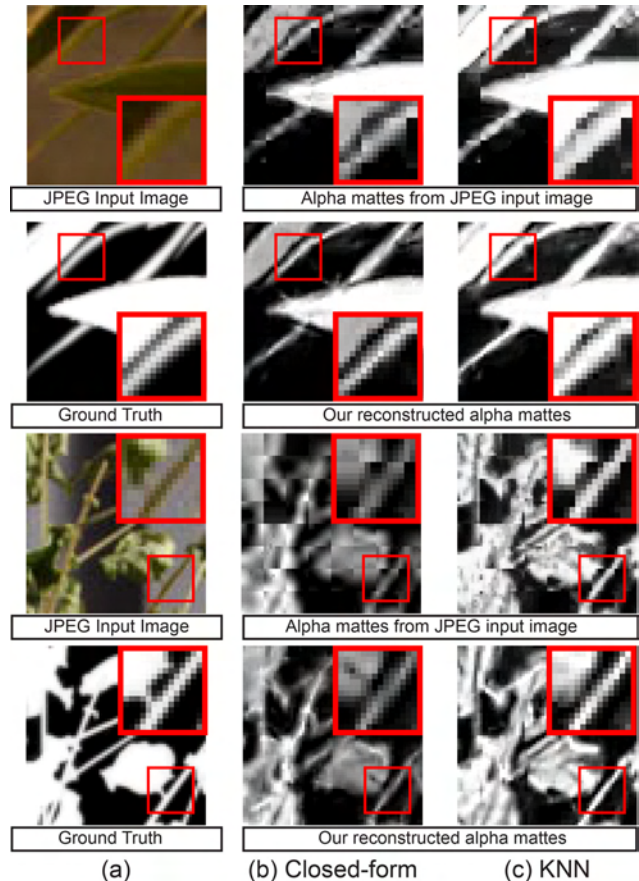 JPEG Input Image
Alpha mattes from JPEG input image
Ground Truth
Our reconstructed alpha mattes
JPEG Input Image
Alpha mattes from JPEG input image
Ground Truth
Our reconstructed alpha mattes
(a)
(b) Closed-form
(c) KNN